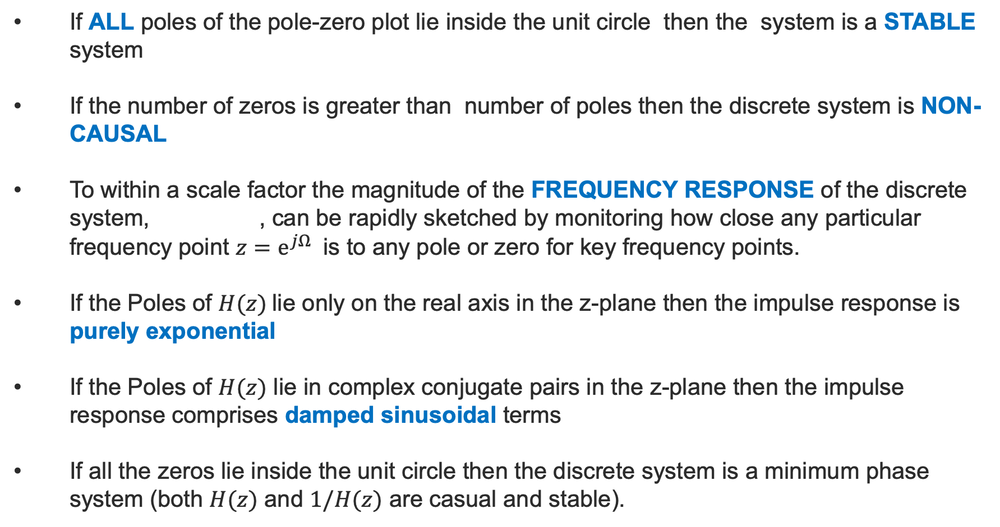 • If ALL poles of the pole-zero plot lie inside the unit circle then the system is a STABLE
system
• If the number of zeros is greater than number of poles then the discrete system is NON-
CAUSAL
• To within a scale factor the magnitude of the FREQUENCY RESPONSE of the discrete
system, , can be rapidly sketched by monitoring how close any particular
frequency point z = e^{jΩ} is to any pole or zero for key frequency points.
• If the Poles of H(z) lie only on the real axis in the z-plane then the impulse response is
purely exponential
• If the Poles of H(z) lie in complex conjugate pairs in the z-plane then the impulse
response comprises damped sinusoidal terms
• If all the zeros lie inside the unit circle then the discrete system is a minimum phase
system (both H(z) and 1/H(z) are casual and stable).